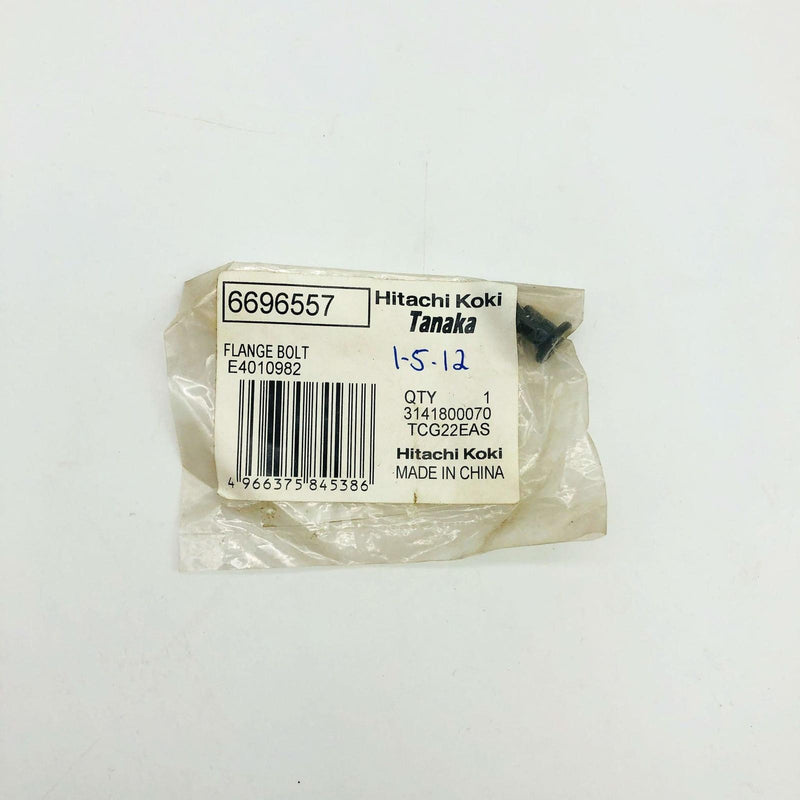 6696557
Hitachi Koki
Tanaka
FLANGE BOLT
E4010982
1-5-12
QTY 1
3141800070
TCG22EAS
Hitachi Koki
MADE IN CHINA
4 966375 845386